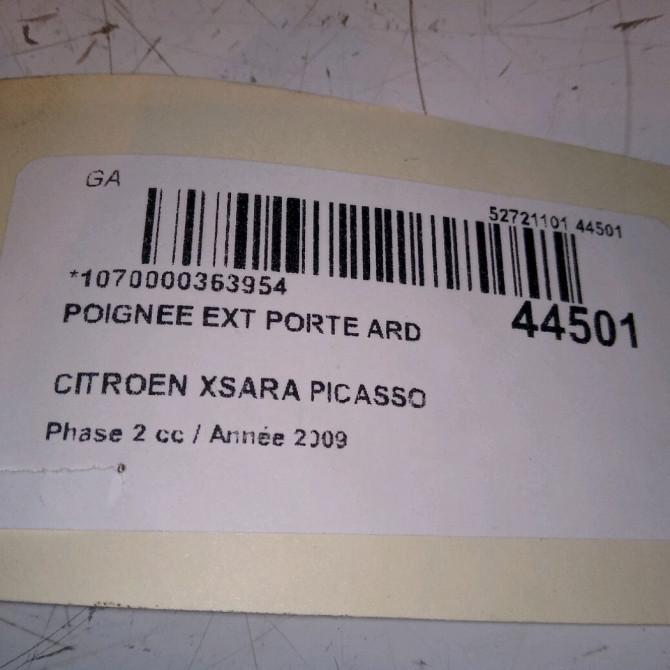 GA
52721101 44501
*1070000363954
44501
POIGNEE EXT PORTE ARD
CITROEN XSARA PICASSO
Phase 2 cc / Année 2009